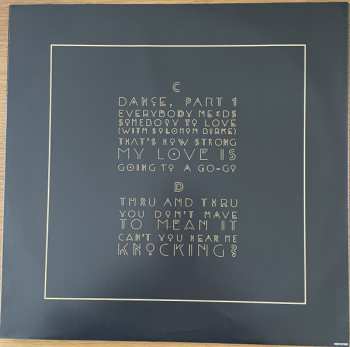 C
DANCE, PART 1
EVERYBODY NEEDS
SOMEBODY TO LOVE
(WITH SOLOMON BURKE)
THAT'S HOW STRONG
MY LOVE IS
GOING TO A GO-GO
D
THRU AND THRU
YOU DON'T HAVE
TO MEAN IT
CAN'T YOU HEAR ME
KNOCKING?